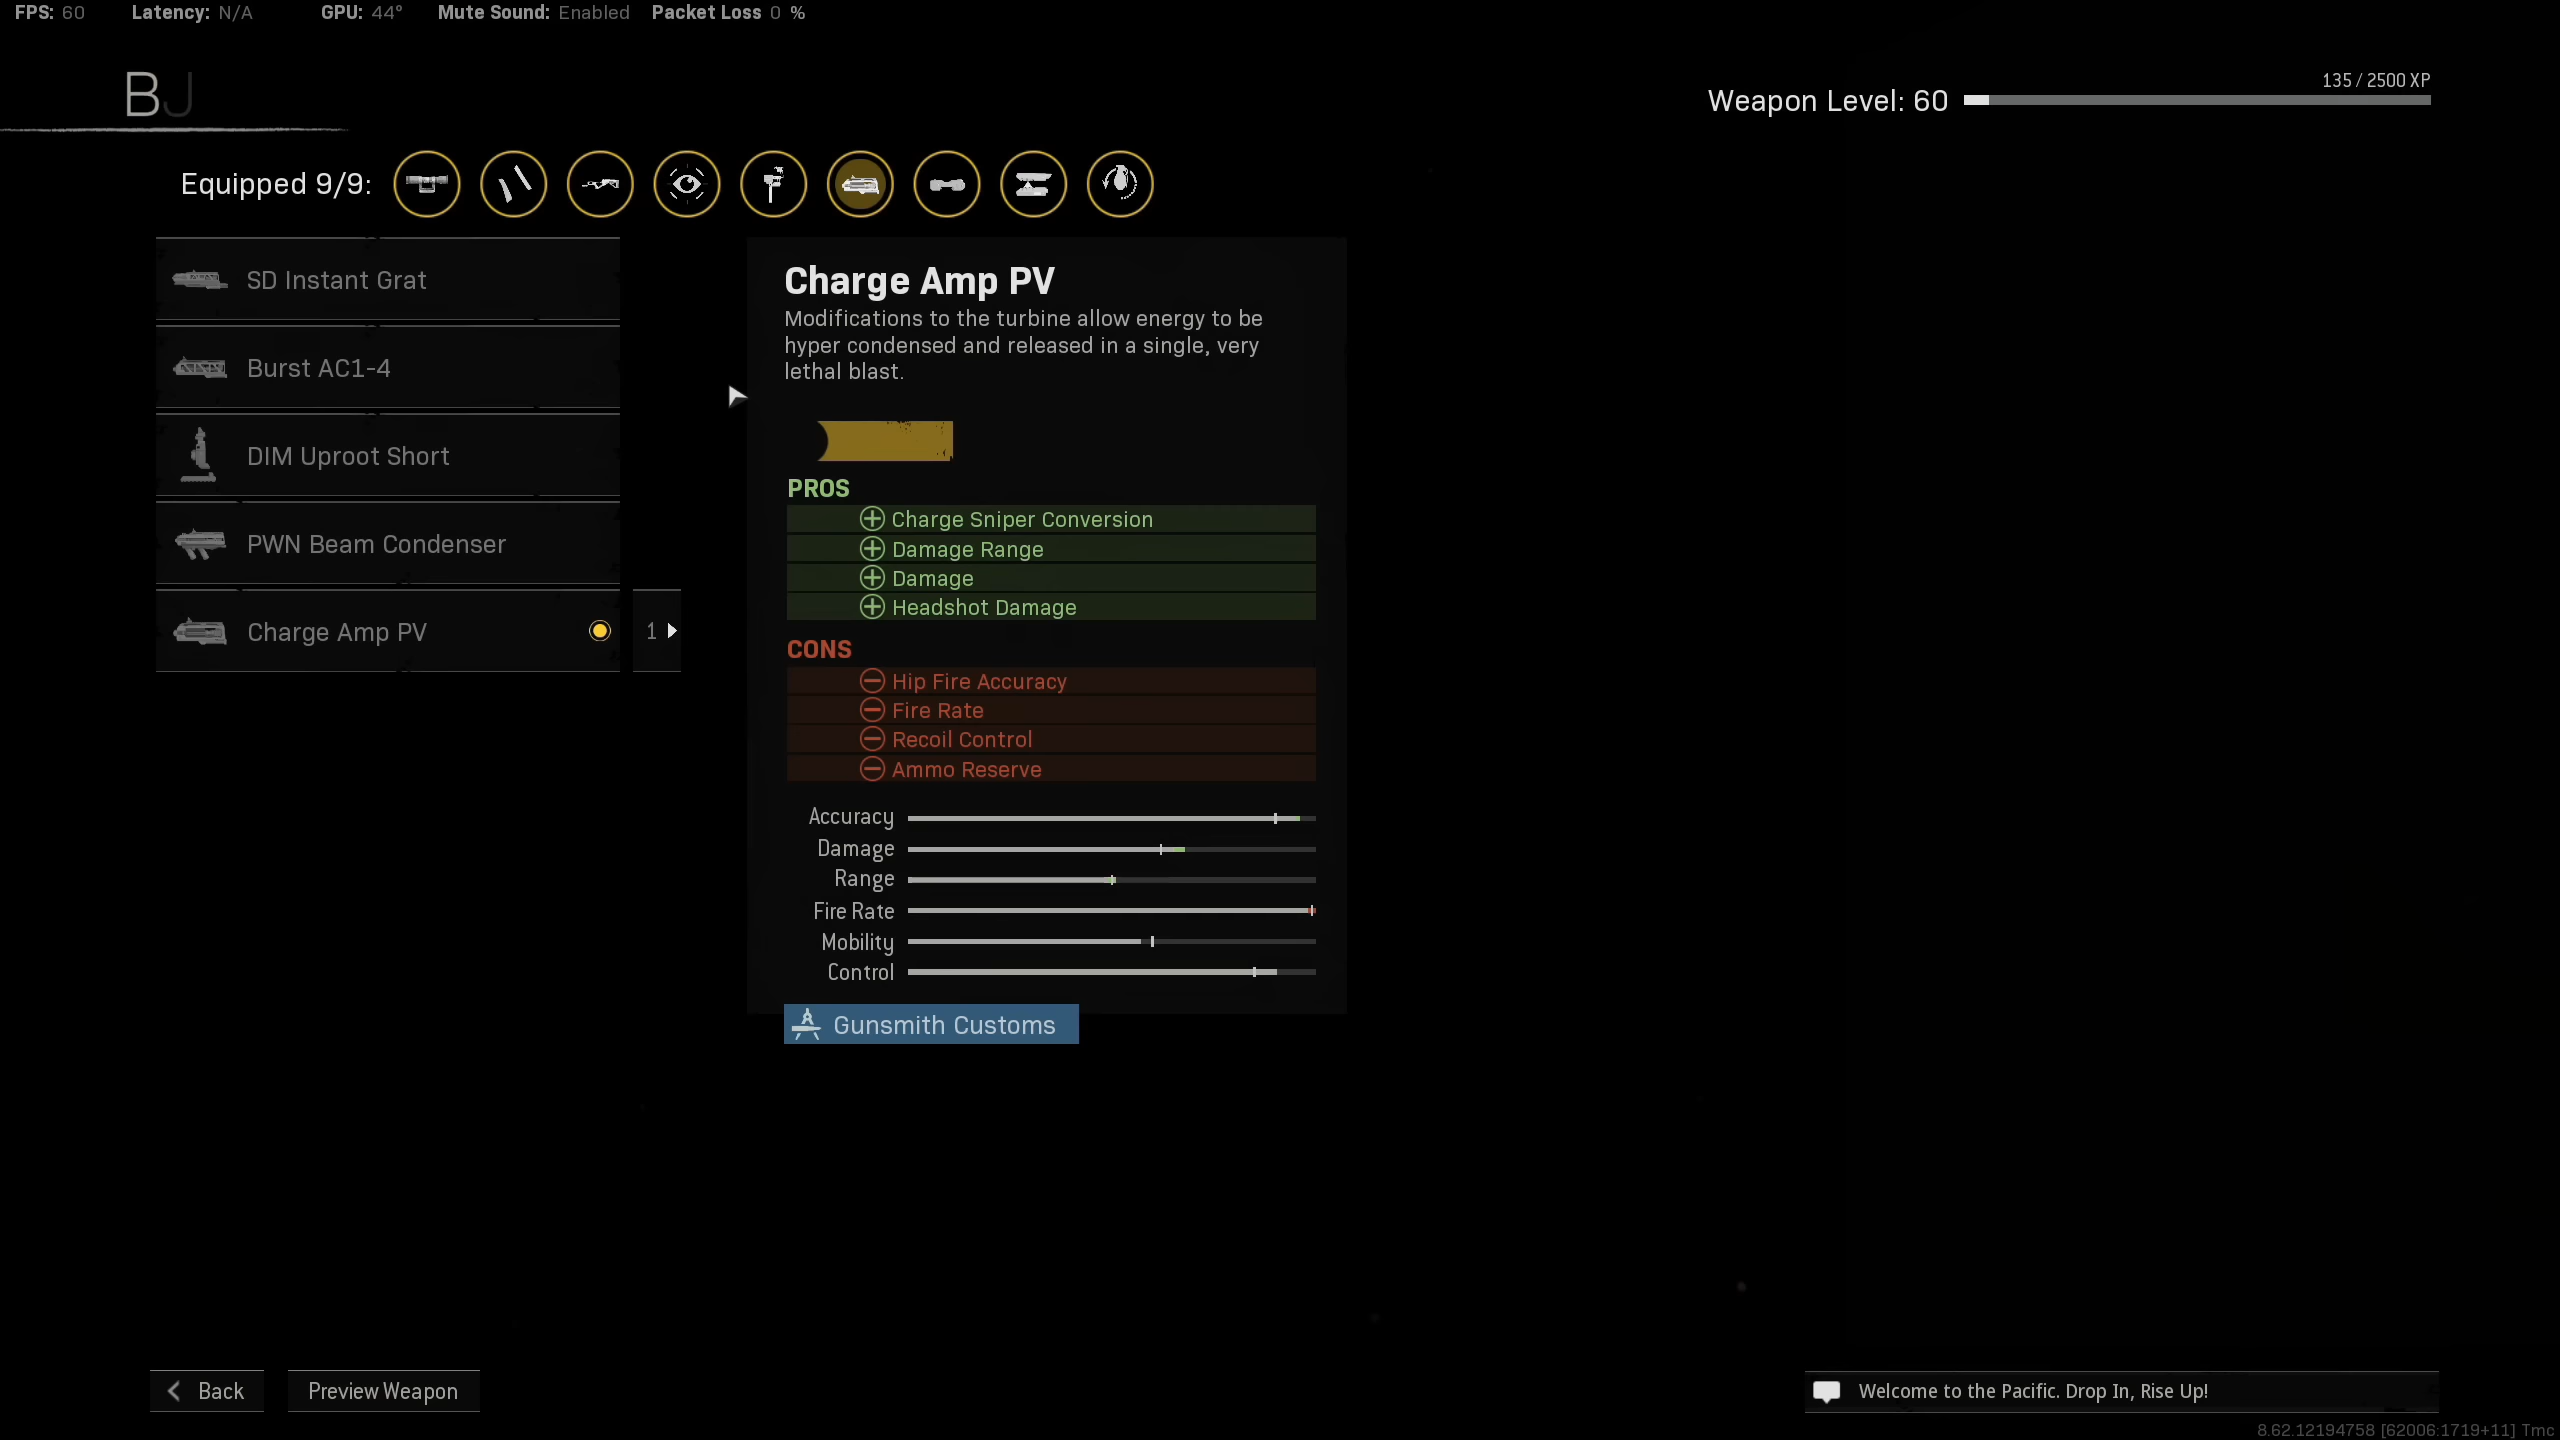 FPS: 60 Latency: N/A GPU: 44° Mute Sound: Enabled Packet Loss 0 %
BJ
Weapon Level: 60
135 / 2500 XP
Equipped 9/9:
SD Instant Grat
Burst AC1-4
DIM Uproot Short
PWN Beam Condenser
Charge Amp PV
1
Charge Amp PV
Modifications to the turbine allow energy to be
hyper condensed and released in a single, very
lethal blast.
PROS
Charge Sniper Conversion
Damage Range
Damage
Headshot Damage
CONS
Hip Fire Accuracy
Fire Rate
Recoil Control
Ammo Reserve
Accuracy
Damage
Range
Fire Rate
Mobility
Control
Gunsmith Customs
Back
Preview Weapon
Welcome to the Pacific. Drop In, Rise Up!
8.62.12194758 [62006:1719+11] Tmc